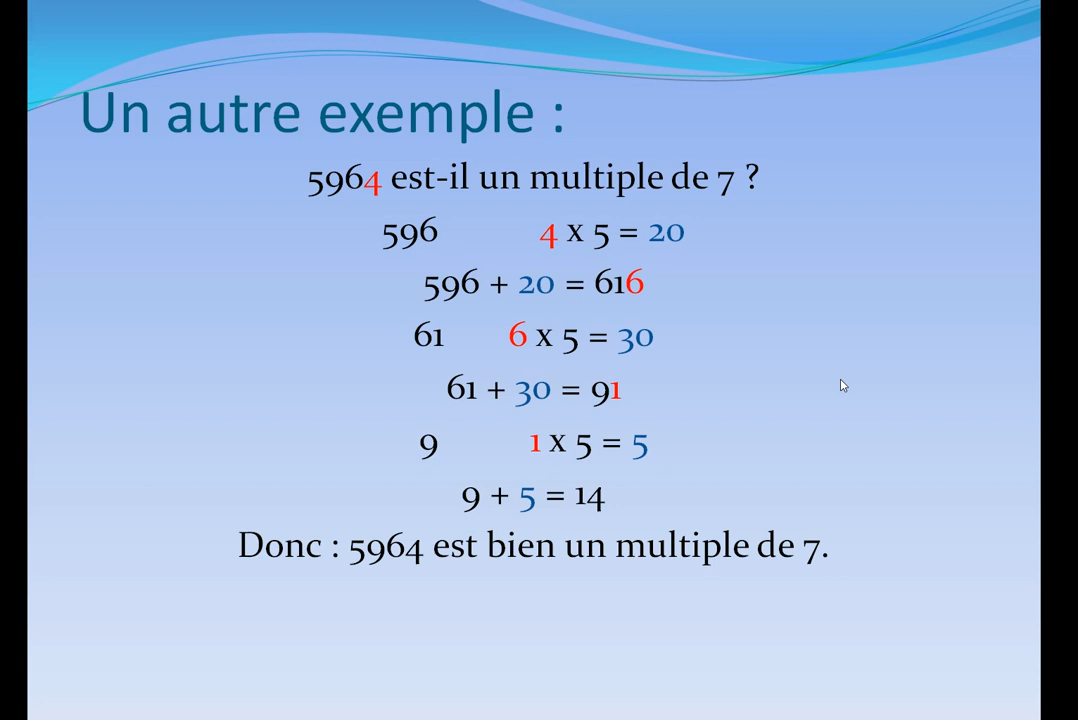 Un autre exemple :
5964 est-il un multiple de 7 ?
596 4 x 5 = 20
596 + 20 = 616
61 6 x 5 = 30
61 + 30 = 91
9 1 x 5 = 5
9 + 5 = 14
Donc : 5964 est bien un multiple de 7.